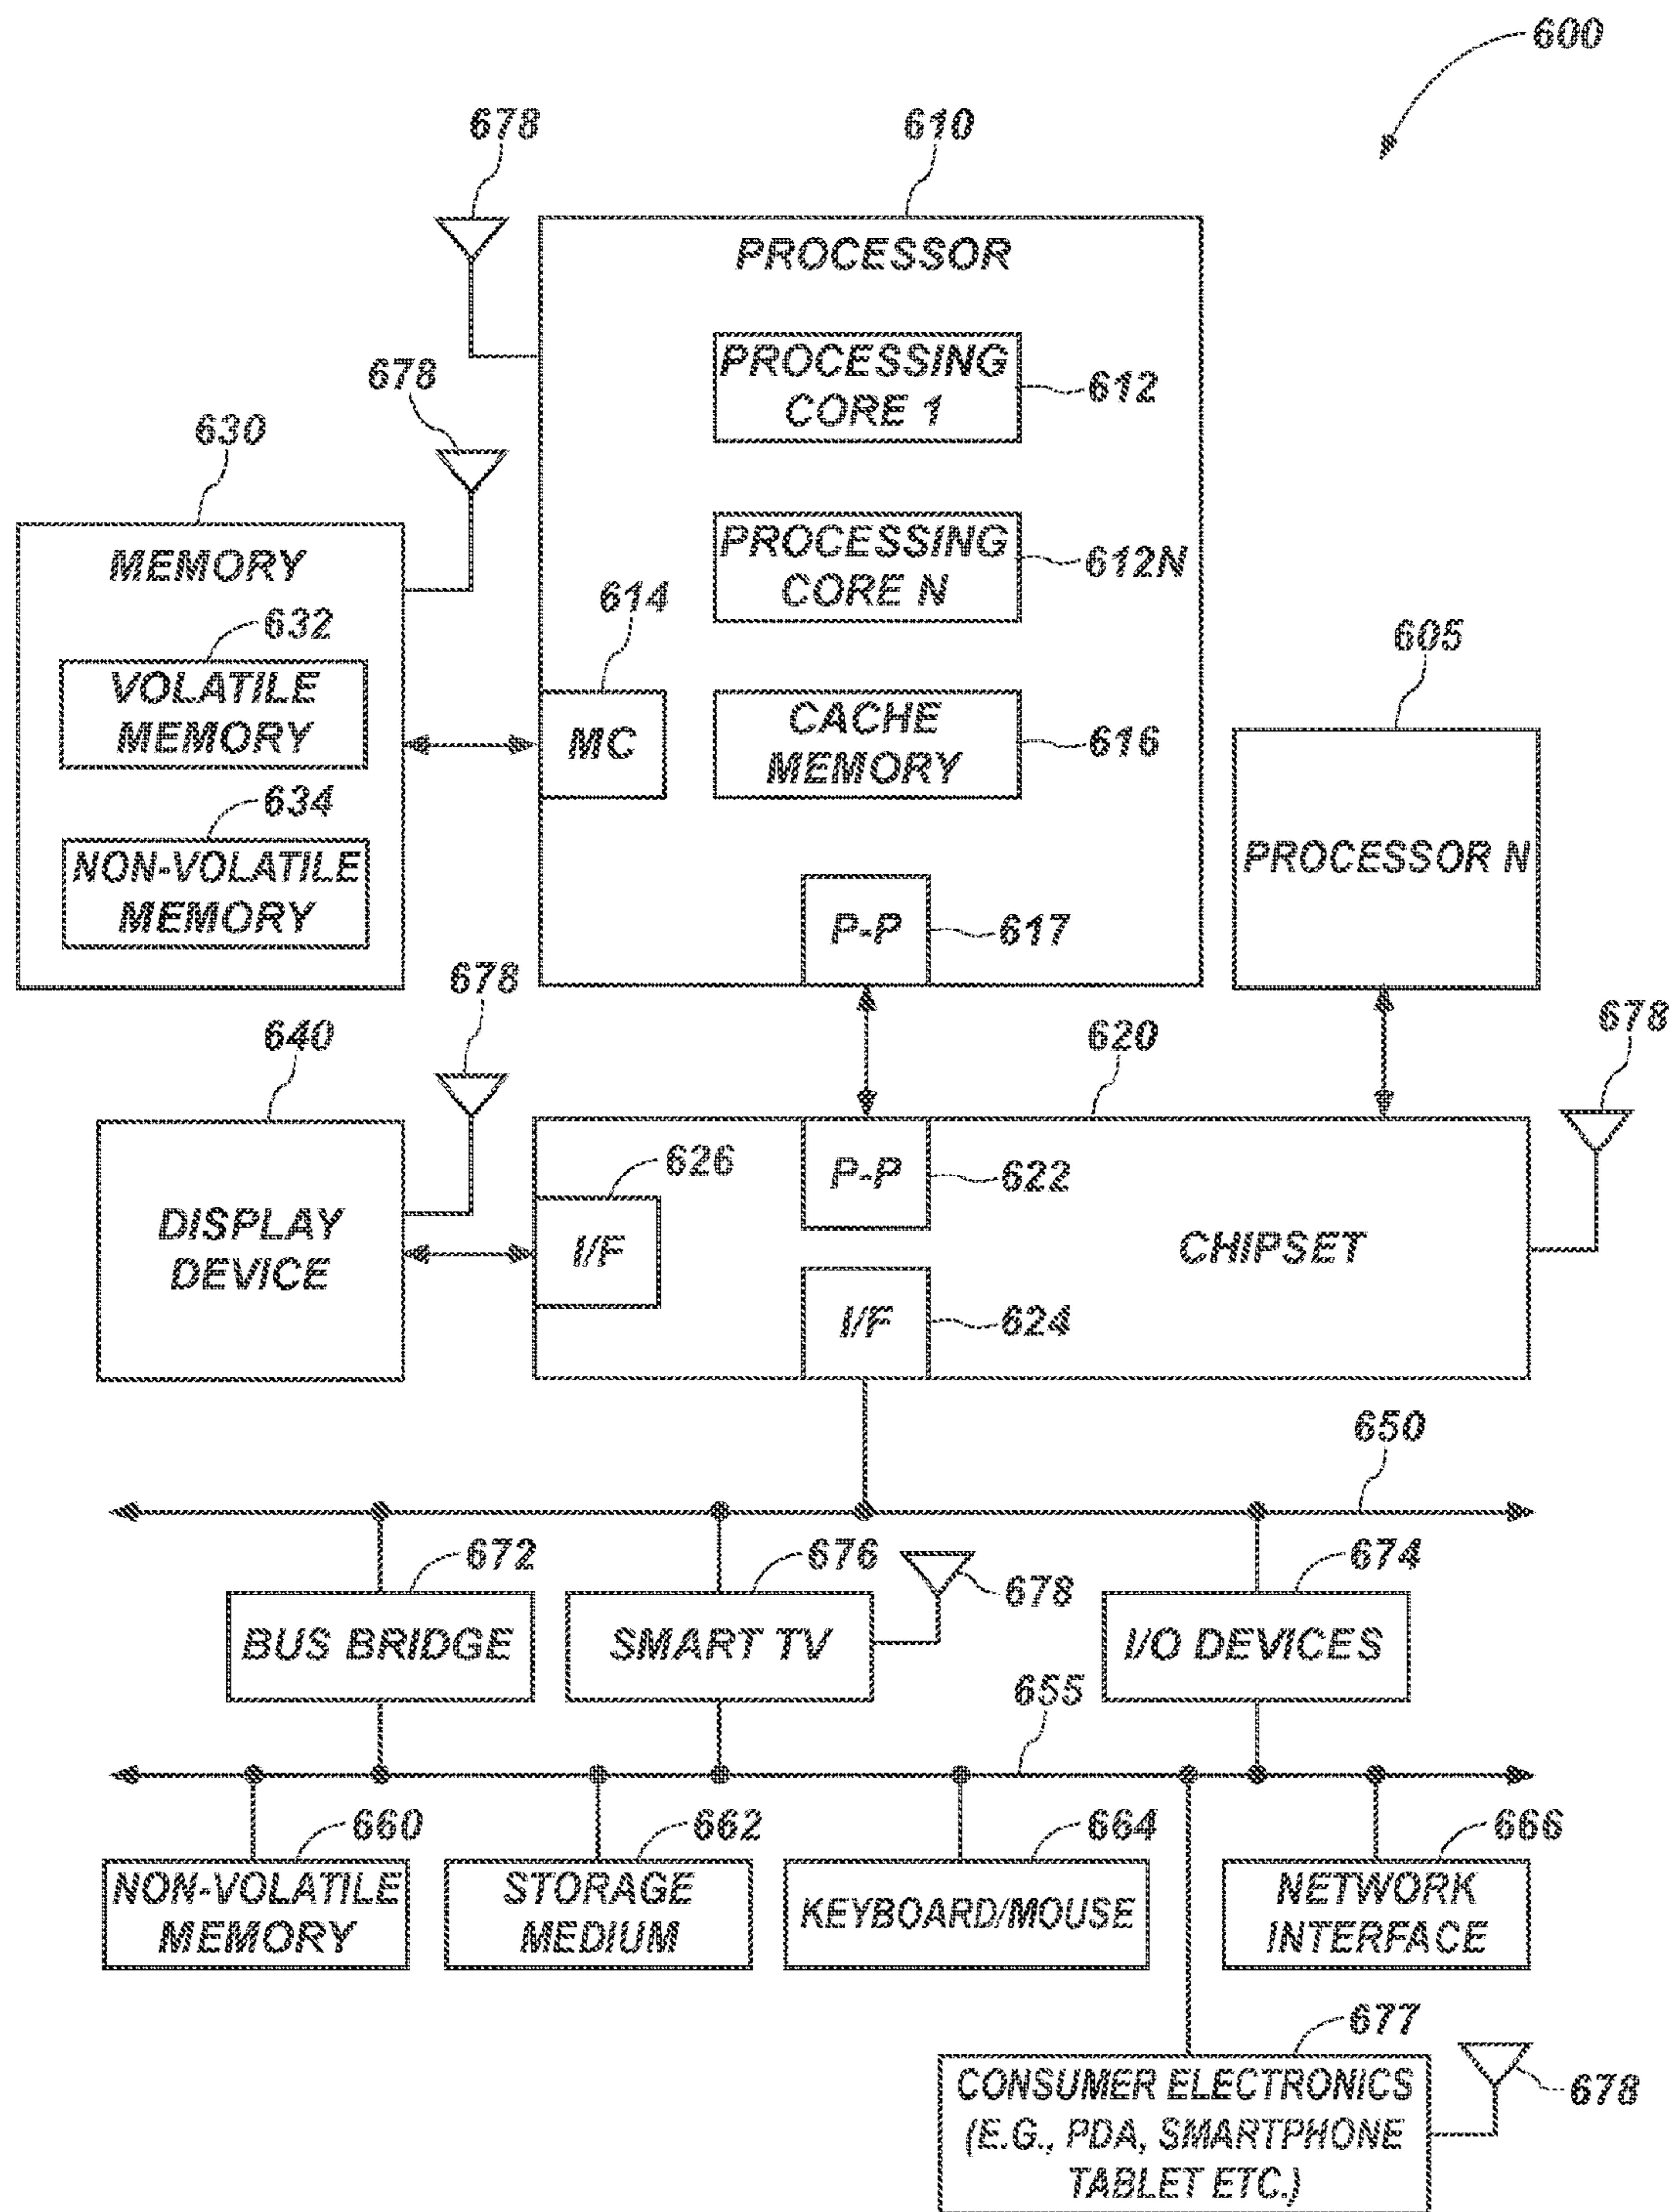 600
678
610
PROCESSOR
PROCESSING
CORE 1
612
678
630
MEMORY
PROCESSING
CORE N
612N
614
632
VOLATILE
MEMORY
MC
CACHE
MEMORY
616
605
PROCESSOR N
634
NON-VOLATILE
MEMORY
P-P
617
678
640
620
678
DISPLAY
DEVICE
626
I/F
P-P
622
CHIPSET
I/F
624
650
672
676
678
674
BUS BRIDGE
SMART TV
I/O DEVICES
655
660
662
664
666
NON-VOLATILE
MEMORY
STORAGE
MEDIUM
KEYBOARD/MOUSE
NETWORK
INTERFACE
677
CONSUMER ELECTRONICS
(E.G., PDA, SMARTPHONE
TABLET ETC.)
678